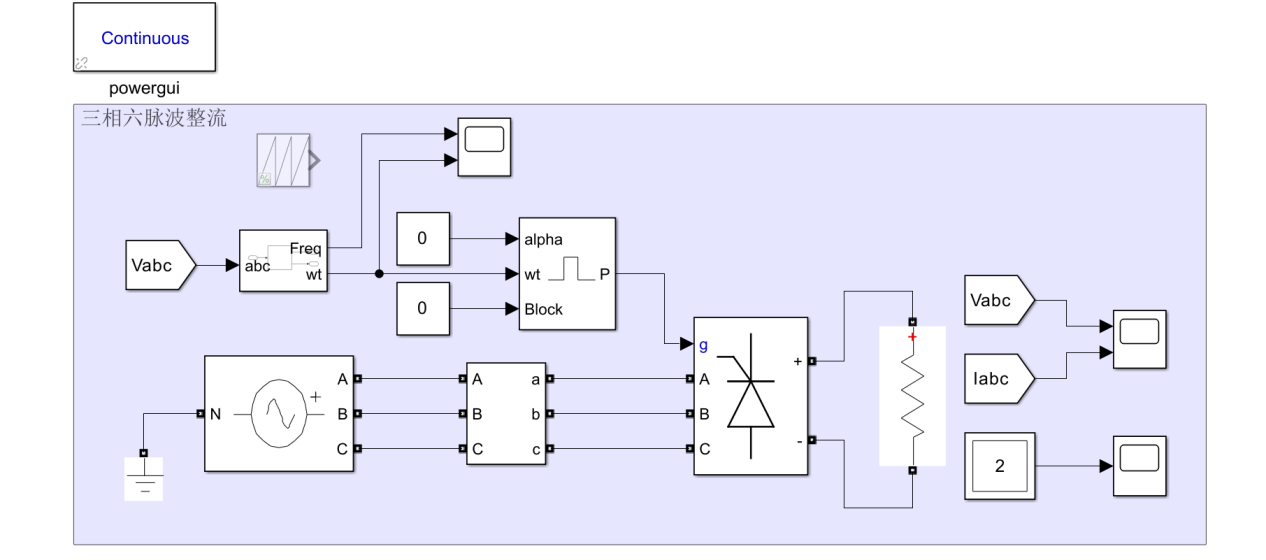 Continuous
powergui
三相六脉波整流
Vabc
abc
Freq
wt
0
0
alpha
wt
Block
P
N
A
B
C
+
A
B
C
a
b
c
g
A
B
C
+
-
+
Vabc
Iabc
2